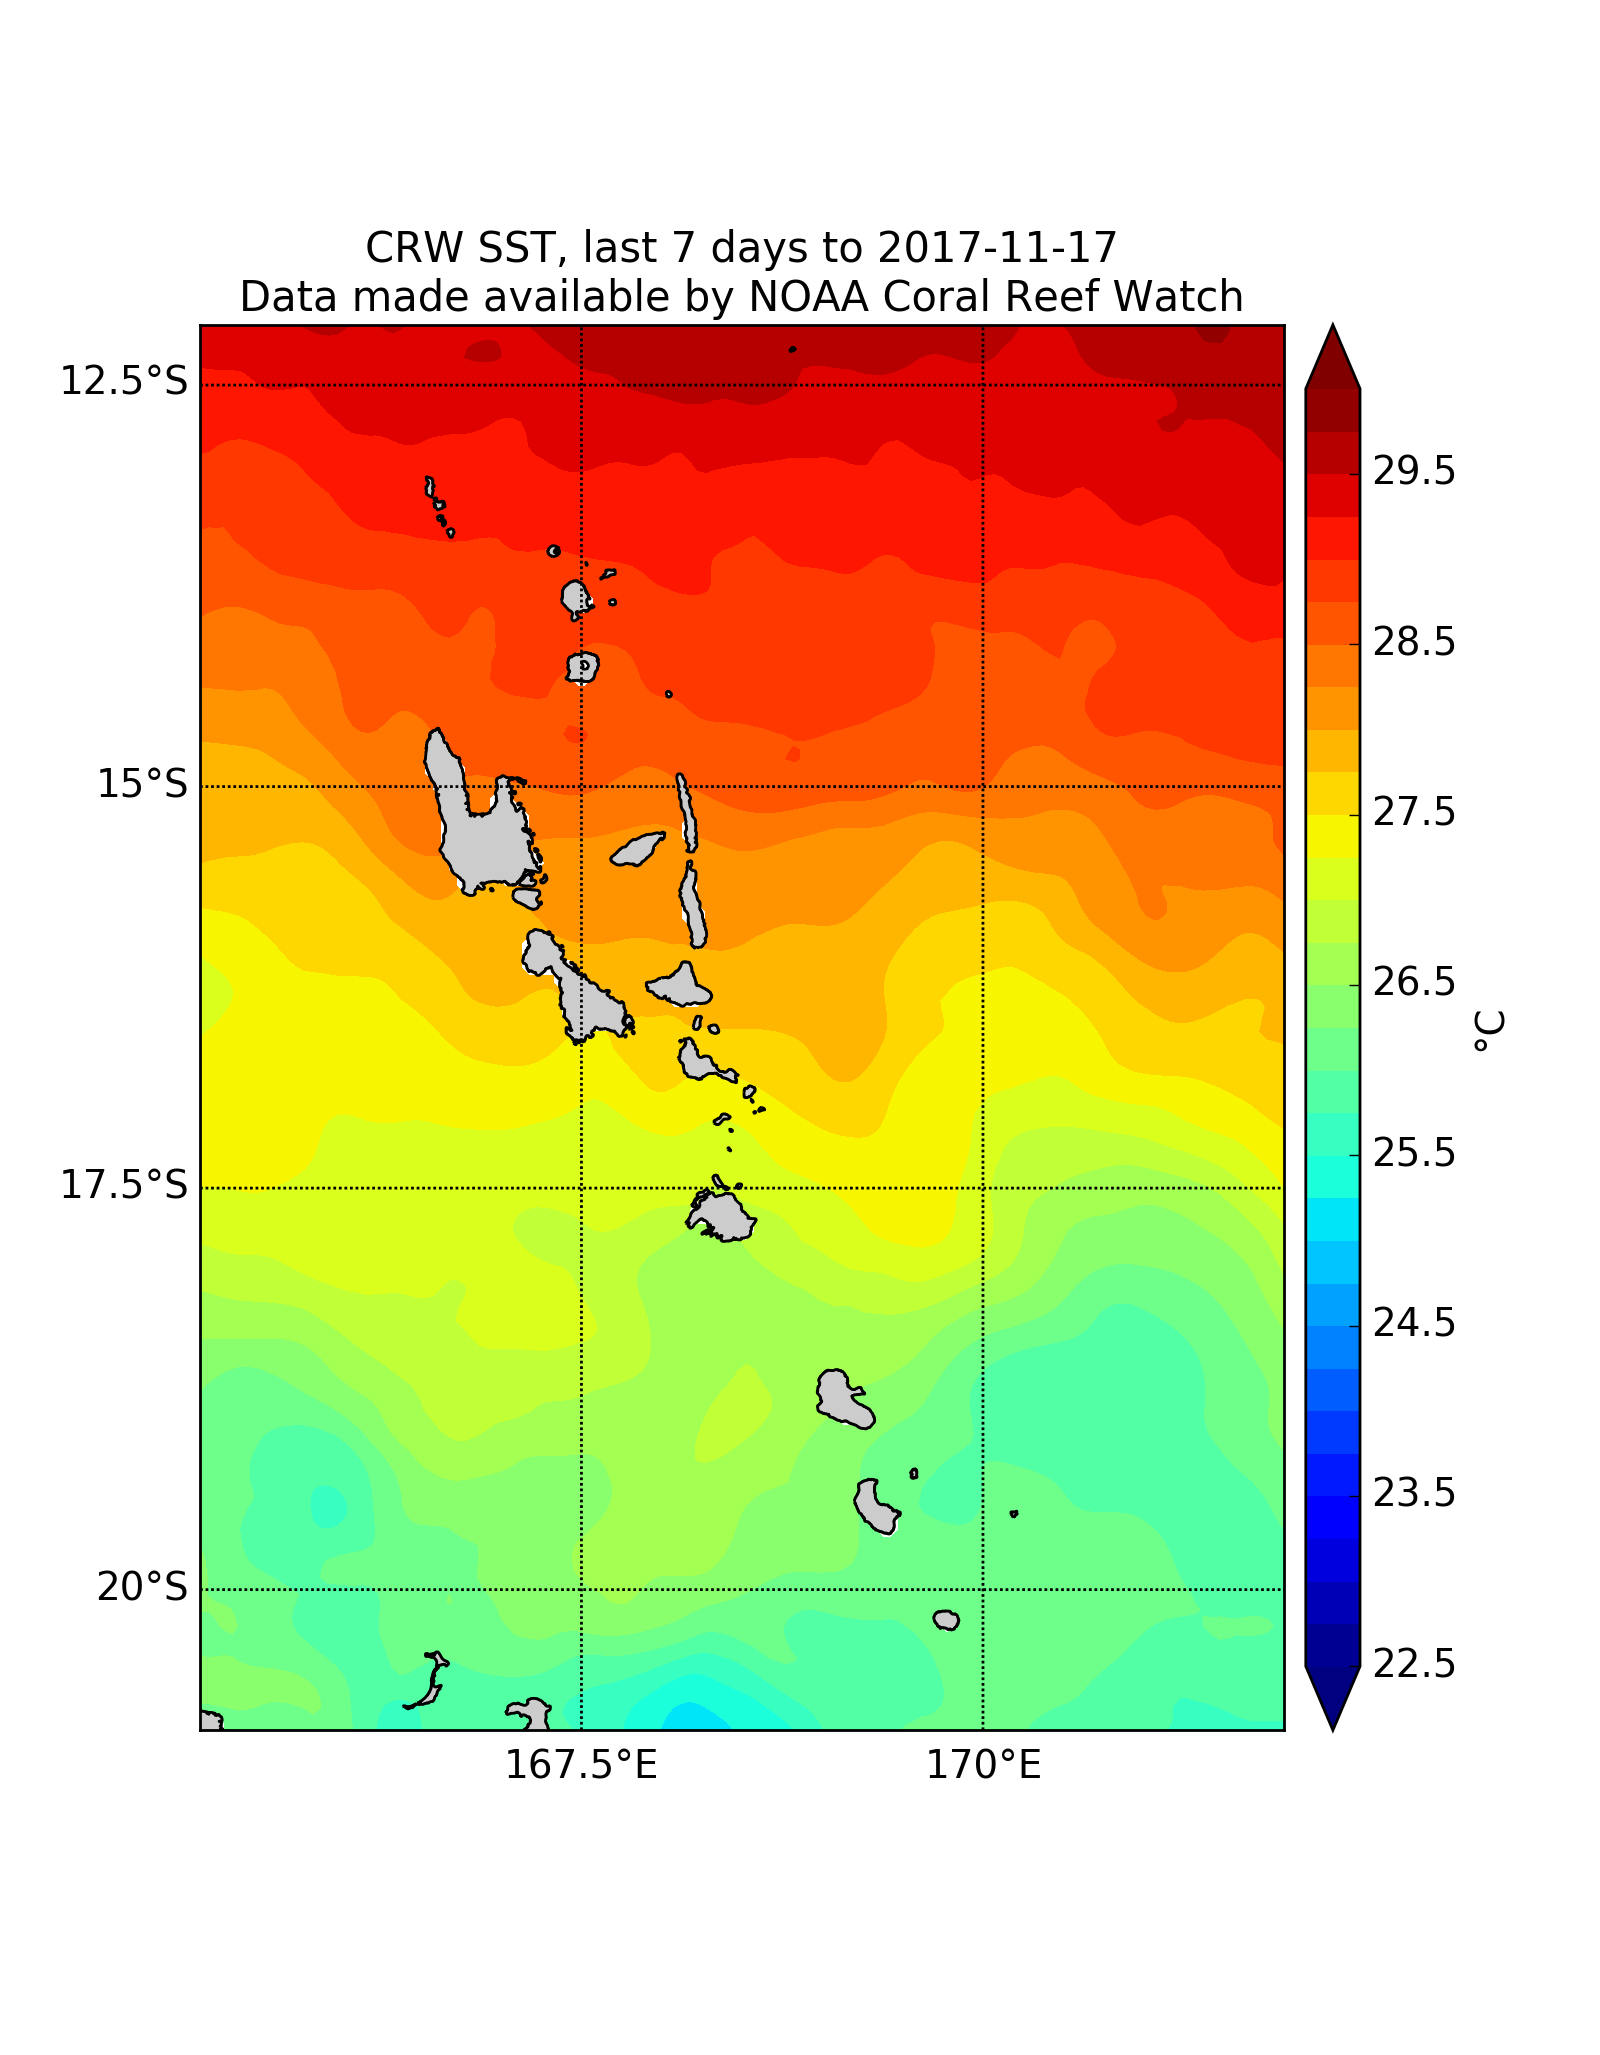 CRW SST, last 7 days to 2017-11-17
Data made available by NOAA Coral Reef Watch
12.5°S
15°S
17.5°S
20°S
167.5°E
170°E
29.5
28.5
27.5
26.5
25.5
24.5
23.5
22.5
°C